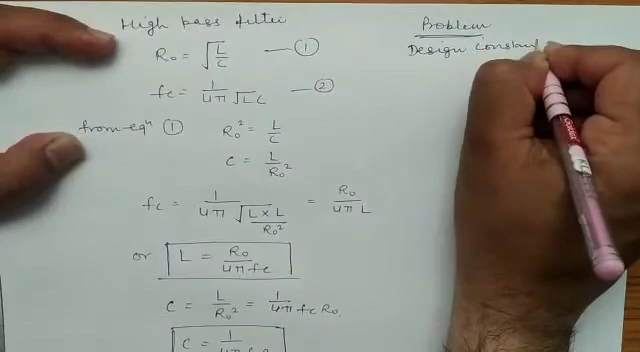 High pass filter
R₀ = √(L/C) — ①
fc = 1/(4π√LC) — ②
from eqⁿ ① R₀² = L/C
C = L/R₀²
fc = 1/(4π√(L×L/R₀²)) = R₀/(4πL)
or L = R₀/(4πfc)
C = L/R₀² = 1/(4πfcR₀)
Problem
Design constant